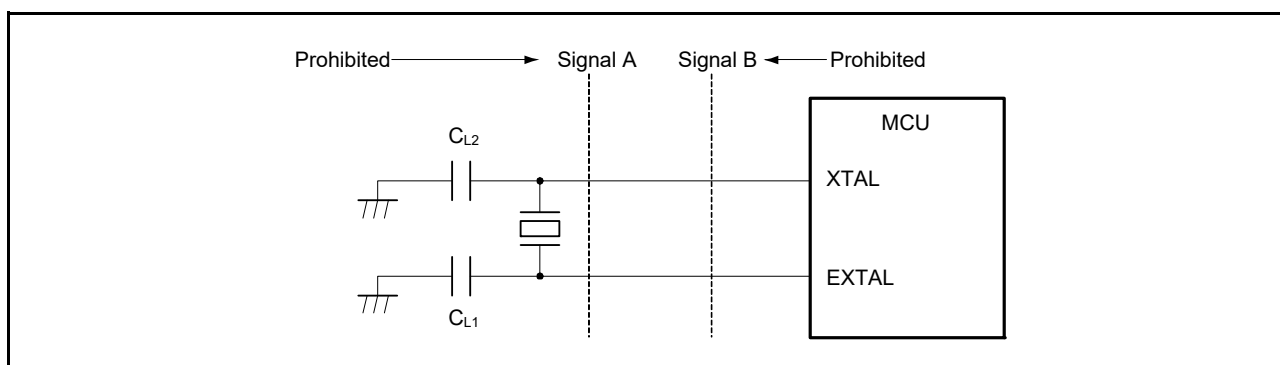 Prohibited Signal A Signal B Prohibited
MCU
CL2
XTAL
EXTAL
CL1